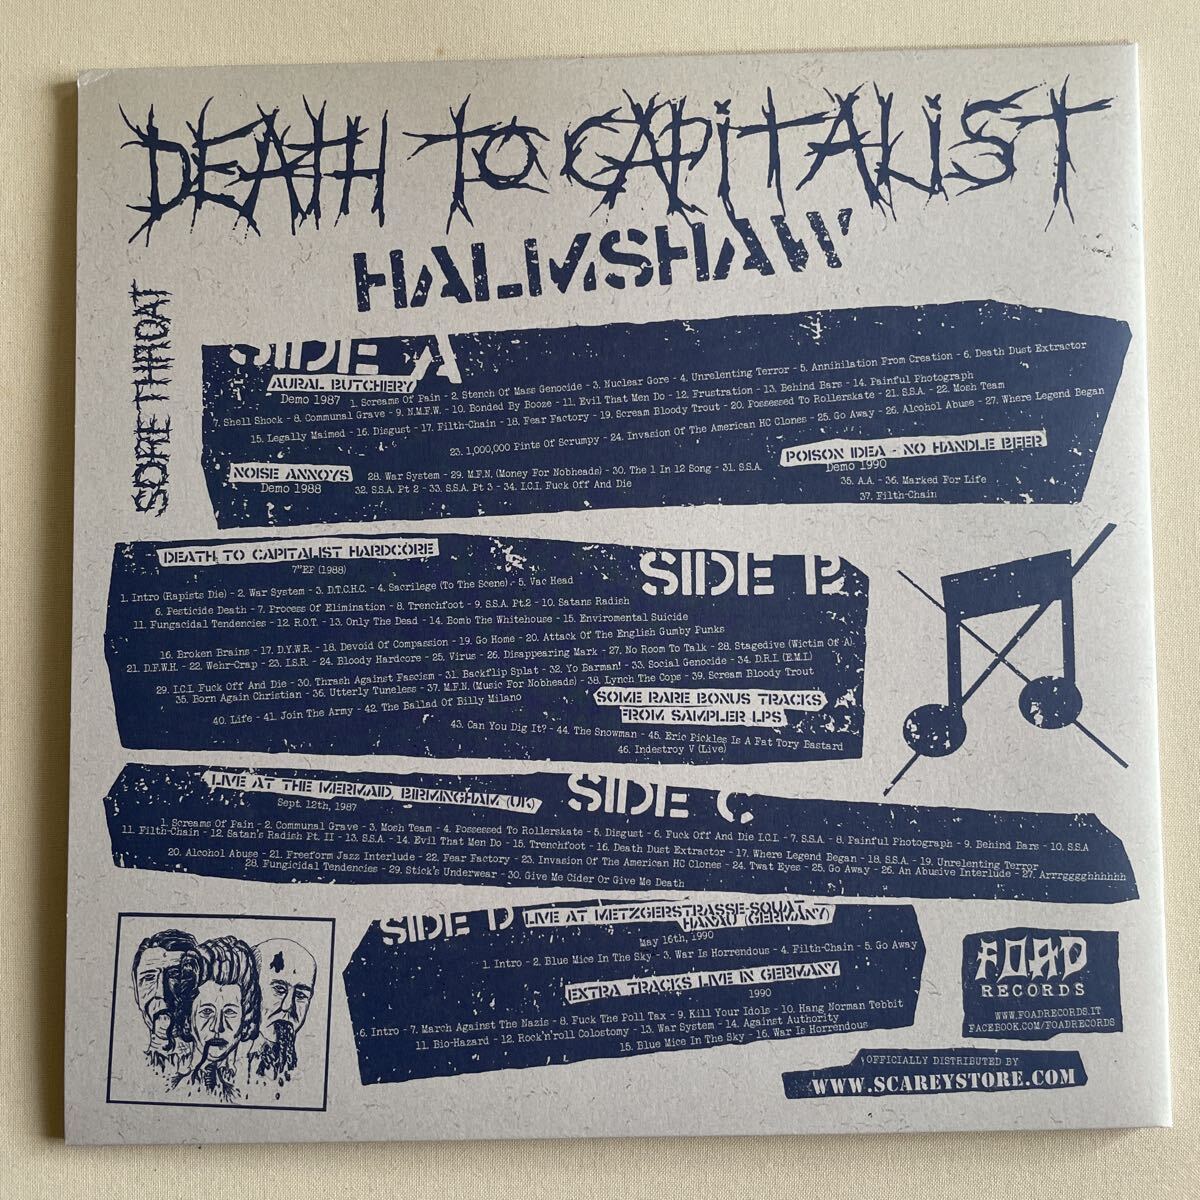 DEATH TO CAPITALIST
HALMSHAW
SORE THROAT
SIDE A
AURAL BUTCHERY
Demo 1987
1. Screams Of Pain - 2. Stench Of Mass Genocide - 3. Nuclear Gore - 4. Unrelenting Terror - 5. Annihilation From Creation - 6. Death Dust Extractor
7. Shell Shock - 8. Communal Grave - 9. N.M.F.W. - 10. Bonded By Booze - 11. Evil That Men Do - 12. Frustration - 13. Behind Bars - 14. Painful Photograph
15. Legally Maimed - 16. Disgust - 17. Filth-Chain - 18. Fear Factory - 19. Scream Bloody Trout - 20. Possessed To Rollerskate - 21. S.S.A. - 22. Mosh Team
23. 1,000,000 Pints Of Scrumpy - 24. Invasion Of The American HC Clones - 25. Go Away - 26. Alcohol Abuse - 27. Where Legend Began
NOISE ANNOYS
Demo 1988
28. War System - 29. M.F.N. (Money For Nobheads) - 30. The 1 In 12 Song - 31. S.S.A.
32. S.S.A. Pt 2 - 33. S.S.A. Pt 3 - 34. I.C.I. Fuck Off And Die
POISON IDEA - NO HANDLE BEER
Demo 1990
35. A.A. - 36. Marked For Life
37. Filth-Chain
DEATH TO CAPITALIST HARDCORE
7"EP (1988)
SIDE B
1. Intro (Rapists Die) - 2. War System - 3. D.T.C.H.C. - 4. Sacrilege (To The Scene) - 5. Vac Head
6. Pesticide Death - 7. Process Of Elimination - 8. Trenchfoot - 9. S.S.A. Pt.2 - 10. Satans Radish
11. Fungacidal Tendencies - 12. R.O.T. - 13. Only The Dead - 14. Bomb The Whitehouse - 15. Enviromental Suicide
16. Broken Brains - 17. D.Y.W.R. - 18. Devoid Of Compassion - 19. Go Home - 20. Attack Of The English Gumby Punks
21. D.F.W.H. - 22. Wehr-Crap - 23. I.S.R. - 24. Bloody Hardcore - 25. Virus - 26. Disappearing Mark - 27. No Room To Talk - 28. Stagedive (Wictim Of A)
29. I.C.I. Fuck Off And Die - 30. Thrash Against Fascism - 31. Backflip Splat - 32. Yo Barman! - 33. Social Genocide - 34. D.R.I. (E.M.I)
35. Born Again Christian - 36. Utterly Tuneless - 37. M.F.N. (Music For Nobheads) - 38. Lynch The Cops - 39. Scream Bloody Trout
40. Life - 41. Join The Army - 42. The Ballad Of Billy Milano
SOME RARE BONUS TRACKS
FROM SAMPLER LPS
43. Can You Dig It? - 44. The Snowman - 45. Eric Pickles Is A Fat Tory Bastard
46. Indestroy V (Live)
LIVE AT THE MERMAID, BIRMINGHAM (UK)
Sept. 12th, 1987
SIDE C
1. Screams Of Pain - 2. Communal Grave - 3. Mosh Team - 4. Possessed To Rollerskate - 5. Disgust - 6. Fuck Off And Die I.C.I. - 7. S.S.A. - 8. Painful Photograph - 9. Behind Bars - 10. S.S.A
11. Filth-Chain - 12. Satan's Radish Pt. II - 13. S.S.A. - 14. Evil That Men Do - 15. Trenchfoot - 16. Death Dust Extractor - 17. Where Legend Began - 18. S.S.A. - 19. Unrelenting Terror
20. Alcohol Abuse - 21. Freeform Jazz Interlude - 22. Fear Factory - 23. Invasion Of The American HC Clones - 24. Twat Eyes - 25. Go Away - 26. An Abusive Interlude - 27. Arrrgggghhhhhh
28. Fungicidal Tendencies - 29. Stick's Underwear - 30. Give Me Cider Or Give Me Death
SIDE D
LIVE AT METZGERSTRASSE-SQUAT
HANAU (GERMANY)
May 16th, 1990
1. Intro - 2. Blue Mice In The Sky - 3. War Is Horrendous - 4. Filth-Chain - 5. Go Away
EXTRA TRACKS LIVE IN GERMANY
1990
6. Intro - 7. March Against The Nazis - 8. Fuck The Poll Tax - 9. Kill Your Idols - 10. Hang Norman Tebbit
11. Bio-Hazard - 12. Rock'n'roll Colostomy - 13. War System - 14. Against Authority
15. Blue Mice In The Sky - 16. War Is Horrendous
FOAD
RECORDS
WWW.FOADRECORDS.IT
FACEBOOK.COM/FOADRECORDS
OFFICIALLY DISTRIBUTED BY
WWW.SCAREYSTORE.COM